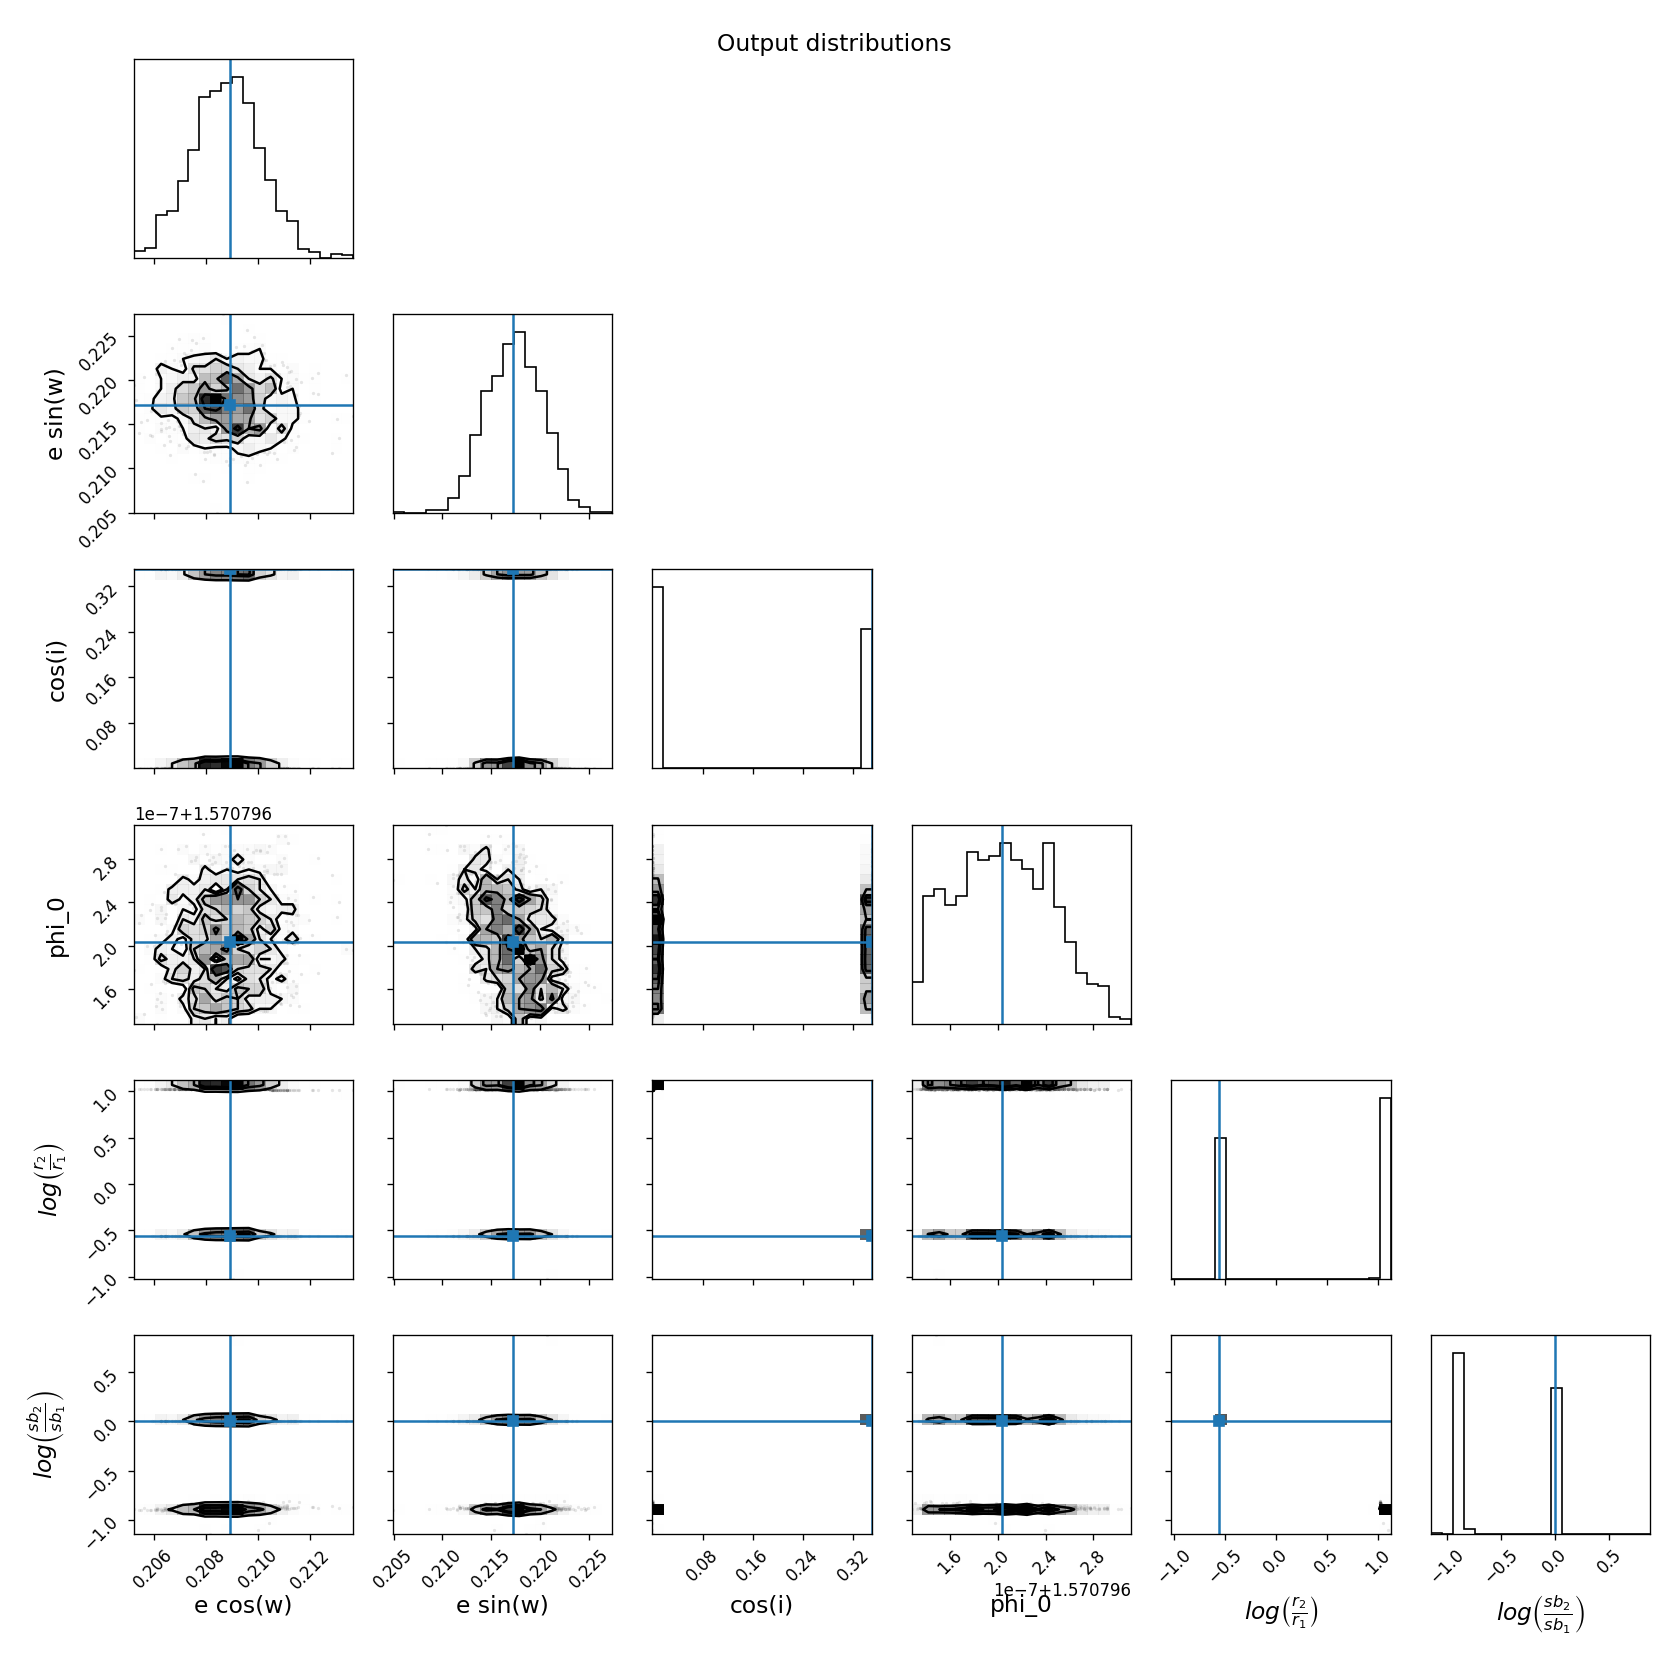 Output distributions
e sin(w)
0.225
0.220
0.215
0.210
0.205
cos(i)
0.32
0.24
0.16
0.08
1e−7+1.570796
phi_0
2.8
2.4
2.0
1.6
log(r2/r1)
1.0
0.5
0.0
−0.5
−1.0
log(sb2/sb1)
0.5
0.0
−0.5
−1.0
0.206 0.208 0.210 0.212
0.205 0.210 0.215 0.220 0.225
0.08 0.16 0.24 0.32
1.6 2.0 2.4 2.8
−1.0 −0.5 0.0 0.5 1.0
−1.0 −0.5 0.0 0.5
1e−7+1.570796
e cos(w)
e sin(w)
cos(i)
phi_0
log(r2/r1)
log(sb2/sb1)